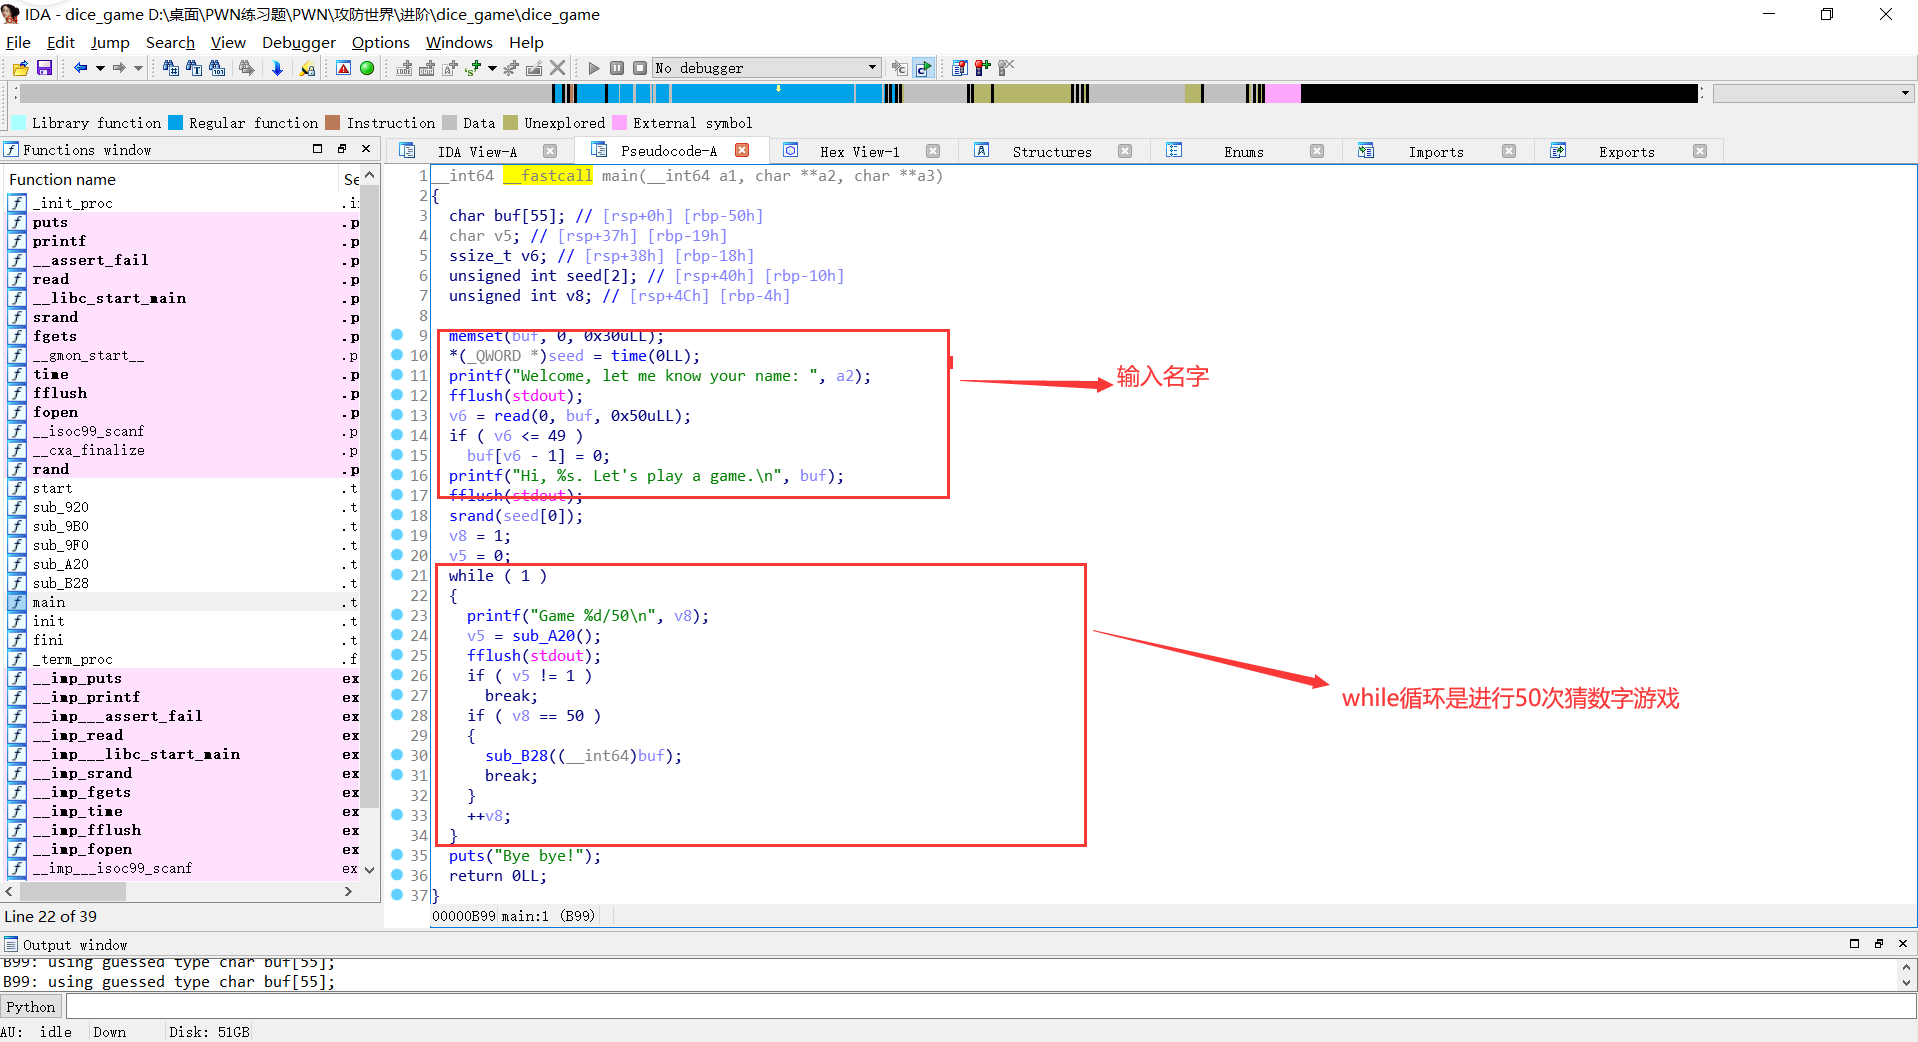 IDA - dice_game D:\桌面\PWN练习题\PWN\攻防世界\进阶\dice_game\dice_game
File Edit Jump Search View Debugger Options Windows Help
No debugger
Library function Regular function Instruction Data Unexplored External symbol
Functions window
IDA View-A Pseudocode-A Hex View-1 Structures Enums Imports Exports
Function name Se
_init_proc .i
puts .p
printf .p
__assert_fail .p
read .p
__libc_start_main .p
srand .p
fgets .p
__gmon_start__ .p
time .p
fflush .p
fopen .p
__isoc99_scanf .p
__cxa_finalize .p
rand .p
start .t
sub_920 .t
sub_9B0 .t
sub_9F0 .t
sub_A20 .t
sub_B28 .t
main .t
init .t
fini .t
_term_proc .f
__imp_puts ex
__imp_printf ex
__imp___assert_fail ex
__imp_read ex
__imp___libc_start_main ex
__imp_srand ex
__imp_fgets ex
__imp_time ex
__imp_fflush ex
__imp_fopen ex
__imp___isoc99_scanf ex
Line 22 of 39
1 __int64 __fastcall main(__int64 a1, char **a2, char **a3)
2 {
3 char buf[55]; // [rsp+0h] [rbp-50h]
4 char v5; // [rsp+37h] [rbp-19h]
5 ssize_t v6; // [rsp+38h] [rbp-18h]
6 unsigned int seed[2]; // [rsp+40h] [rbp-10h]
7 unsigned int v8; // [rsp+4Ch] [rbp-4h]
8
9 memset(buf, 0, 0x30uLL);
10 *(_QWORD *)seed = time(0LL);
11 printf("Welcome, let me know your name: ", a2);
12 fflush(stdout);
13 v6 = read(0, buf, 0x50uLL);
14 if ( v6 <= 49 )
15 buf[v6 - 1] = 0;
16 printf("Hi, %s. Let's play a game.\n", buf);
17 fflush(stdout);
18 srand(seed[0]);
19 v8 = 1;
20 v5 = 0;
21 while ( 1 )
22 {
23 printf("Game %d/50\n", v8);
24 v5 = sub_A20();
25 fflush(stdout);
26 if ( v5 != 1 )
27 break;
28 if ( v8 == 50 )
29 {
30 sub_B28((__int64)buf);
31 break;
32 }
33 ++v8;
34 }
35 puts("Bye bye!");
36 return 0LL;
37 }
输入名字
while循环是进行50次猜数字游戏
00000B99 main:1 (B99)
Output window
B99: using guessed type char buf[55];
B99: using guessed type char buf[55];
Python
AU: idle Down Disk: 51GB